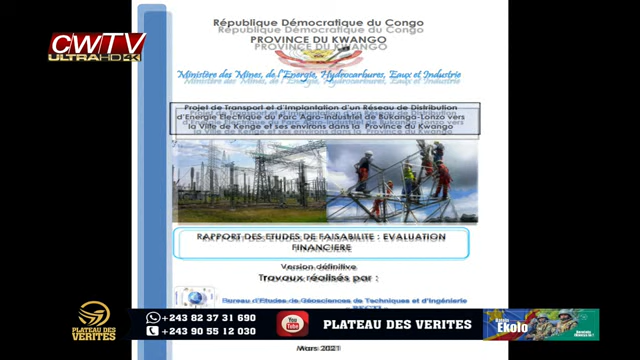 République Démocratique du Congo
PROVINCE DU KWANGO
CWTV
ULTRA HD 4K
Ministère des Mines, de l'Energie, Hydrocarbures, Eaux et Industrie
Projet de Transport et d'Implantation d'un Réseau de Distribution
d'Energie Electrique du Parc Agro-Industriel de Bukanga-Lonzo vers
la Ville de Kenge et ses environs dans la Province du Kwango
RAPPORT DES ETUDES DE FAISABILITE : EVALUATION
FINANCIERE
Version définitive
Travaux réalisés par :
Bureau d'Etudes de Géosciences de Techniques et d'Ingénierie
PLATEAU DES VERITES
+243 82 37 31 690
+243 90 55 12 030
You Tube
PLATEAU DES VERITES
Ekolo
Mars 2021